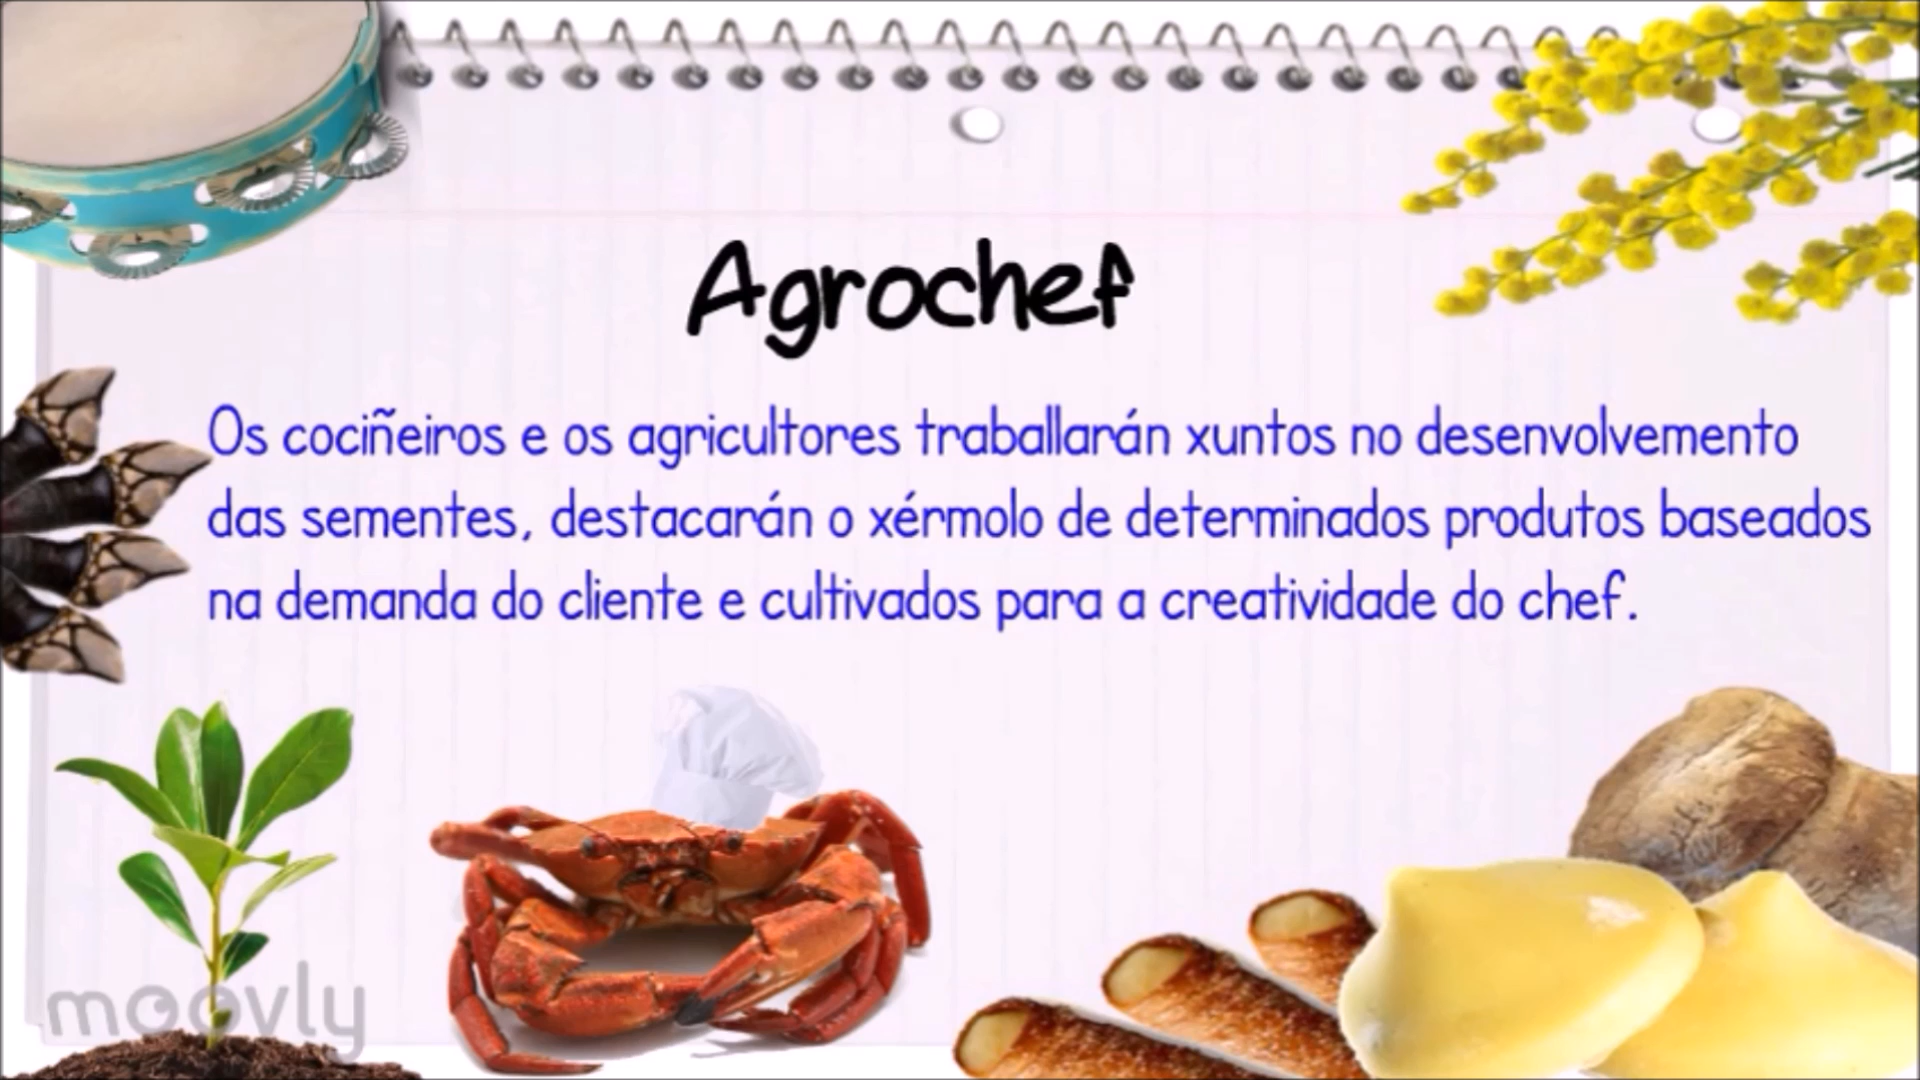 Agrochef
Os cociñeiros e os agricultores traballarán xuntos no desenvolvemento
das sementes, destacarán o xérmolo de determinados produtos baseados
na demanda do cliente e cultivados para a creatividade do chef.
moovly